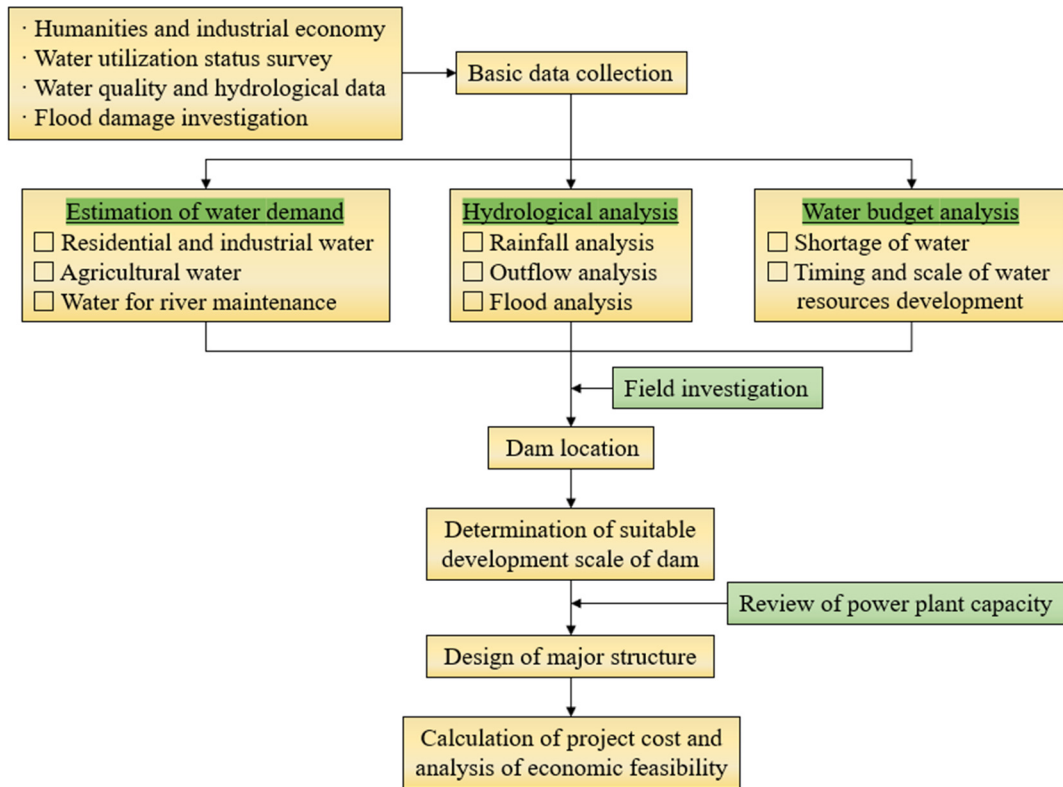 · Humanities and industrial economy
· Water utilization status survey
· Water quality and hydrological data
· Flood damage investigation
Basic data collection
Estimation of water demand
☐ Residential and industrial water
☐ Agricultural water
☐ Water for river maintenance
Hydrological analysis
☐ Rainfall analysis
☐ Outflow analysis
☐ Flood analysis
Water budget analysis
☐ Shortage of water
☐ Timing and scale of water
resources development
Field investigation
Dam location
Determination of suitable
development scale of dam
Review of power plant capacity
Design of major structure
Calculation of project cost and
analysis of economic feasibility